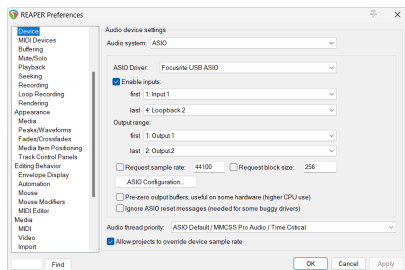 REAPER Preferences
Device
MIDI Devices
Buffering
Mute/Solo
Playback
Seeking
Recording
Loop Recording
Rendering
Appearance
Media
Peaks/Waveforms
Fades/Crossfades
Media Item Positioning
Track Control Panels
Editing Behavior
Envelope Display
Automation
Mouse
Mouse Modifiers
MIDI Editor
Media
MIDI
Video
Import
Find
Audio device settings
Audio system: ASIO
ASIO Driver: Focusrite USB ASIO
Enable inputs:
first 1: Input 1
last 4: Loopback 2
Output range:
first 1: Output 1
last 2: Output 2
Request sample rate: 44100 Request block size: 256
ASIO Configuration...
Pre-zero output buffers, useful on some hardware (higher CPU use)
Ignore ASIO reset messages (needed for some buggy drivers)
Audio thread priority: ASIO Default / MMCSS Pro Audio / Time Critical
Allow projects to override device sample rate
OK Cancel Apply